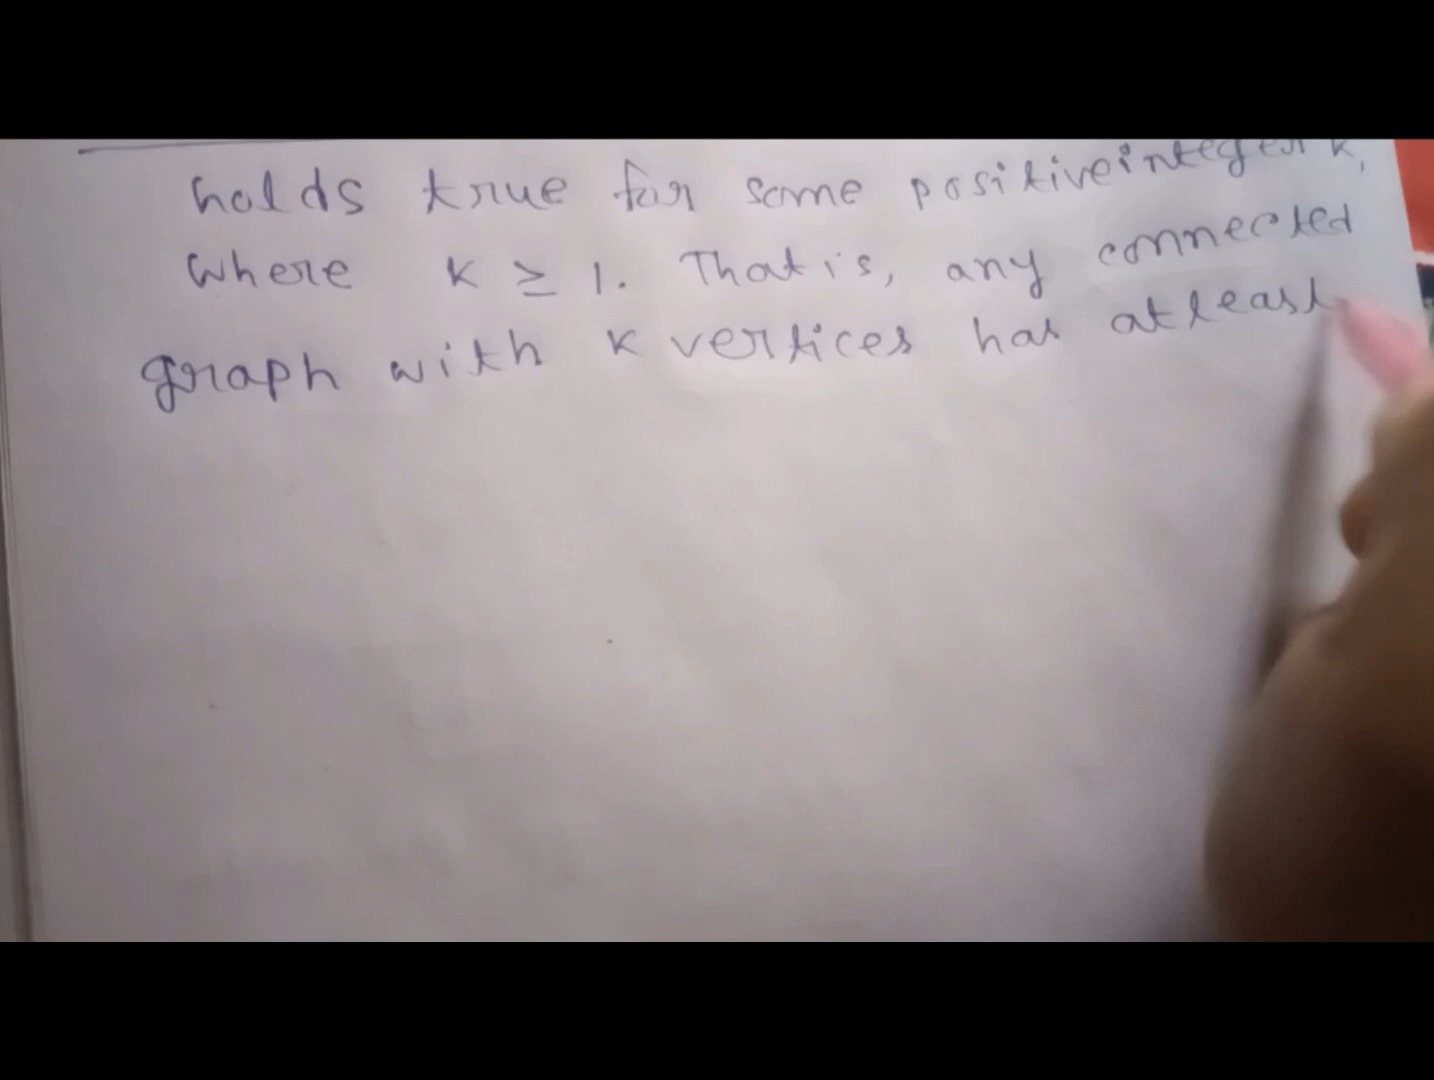 holds true for some positive integer k,
where k ≥ 1. That is, any connected
graph with k vertices has atleast